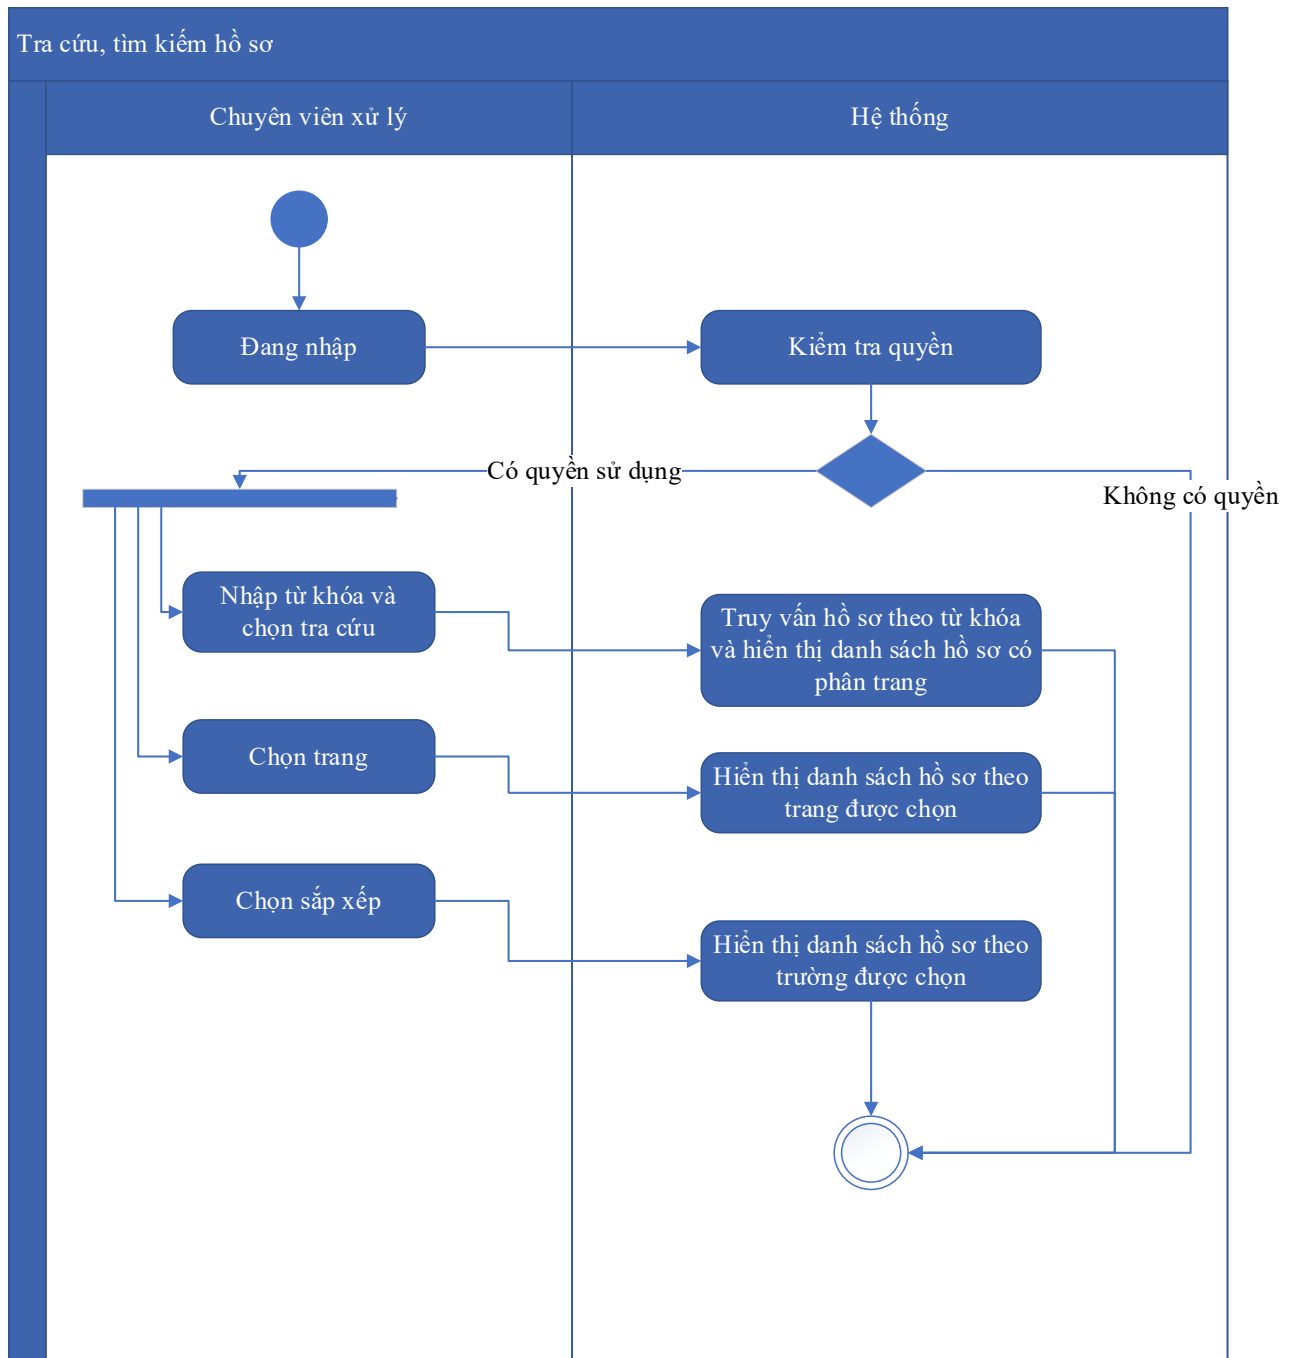 Tra cứu, tìm kiếm hồ sơ
Chuyên viên xử lý
Hệ thống
Đang nhập
Kiểm tra quyền
Có quyền sử dụng
Không có quyền
Nhập từ khóa và
chọn tra cứu
Truy vấn hồ sơ theo từ khóa
và hiển thị danh sách hồ sơ có
phân trang
Chọn trang
Hiển thị danh sách hồ sơ theo
trang được chọn
Chọn sắp xếp
Hiển thị danh sách hồ sơ theo
trường được chọn